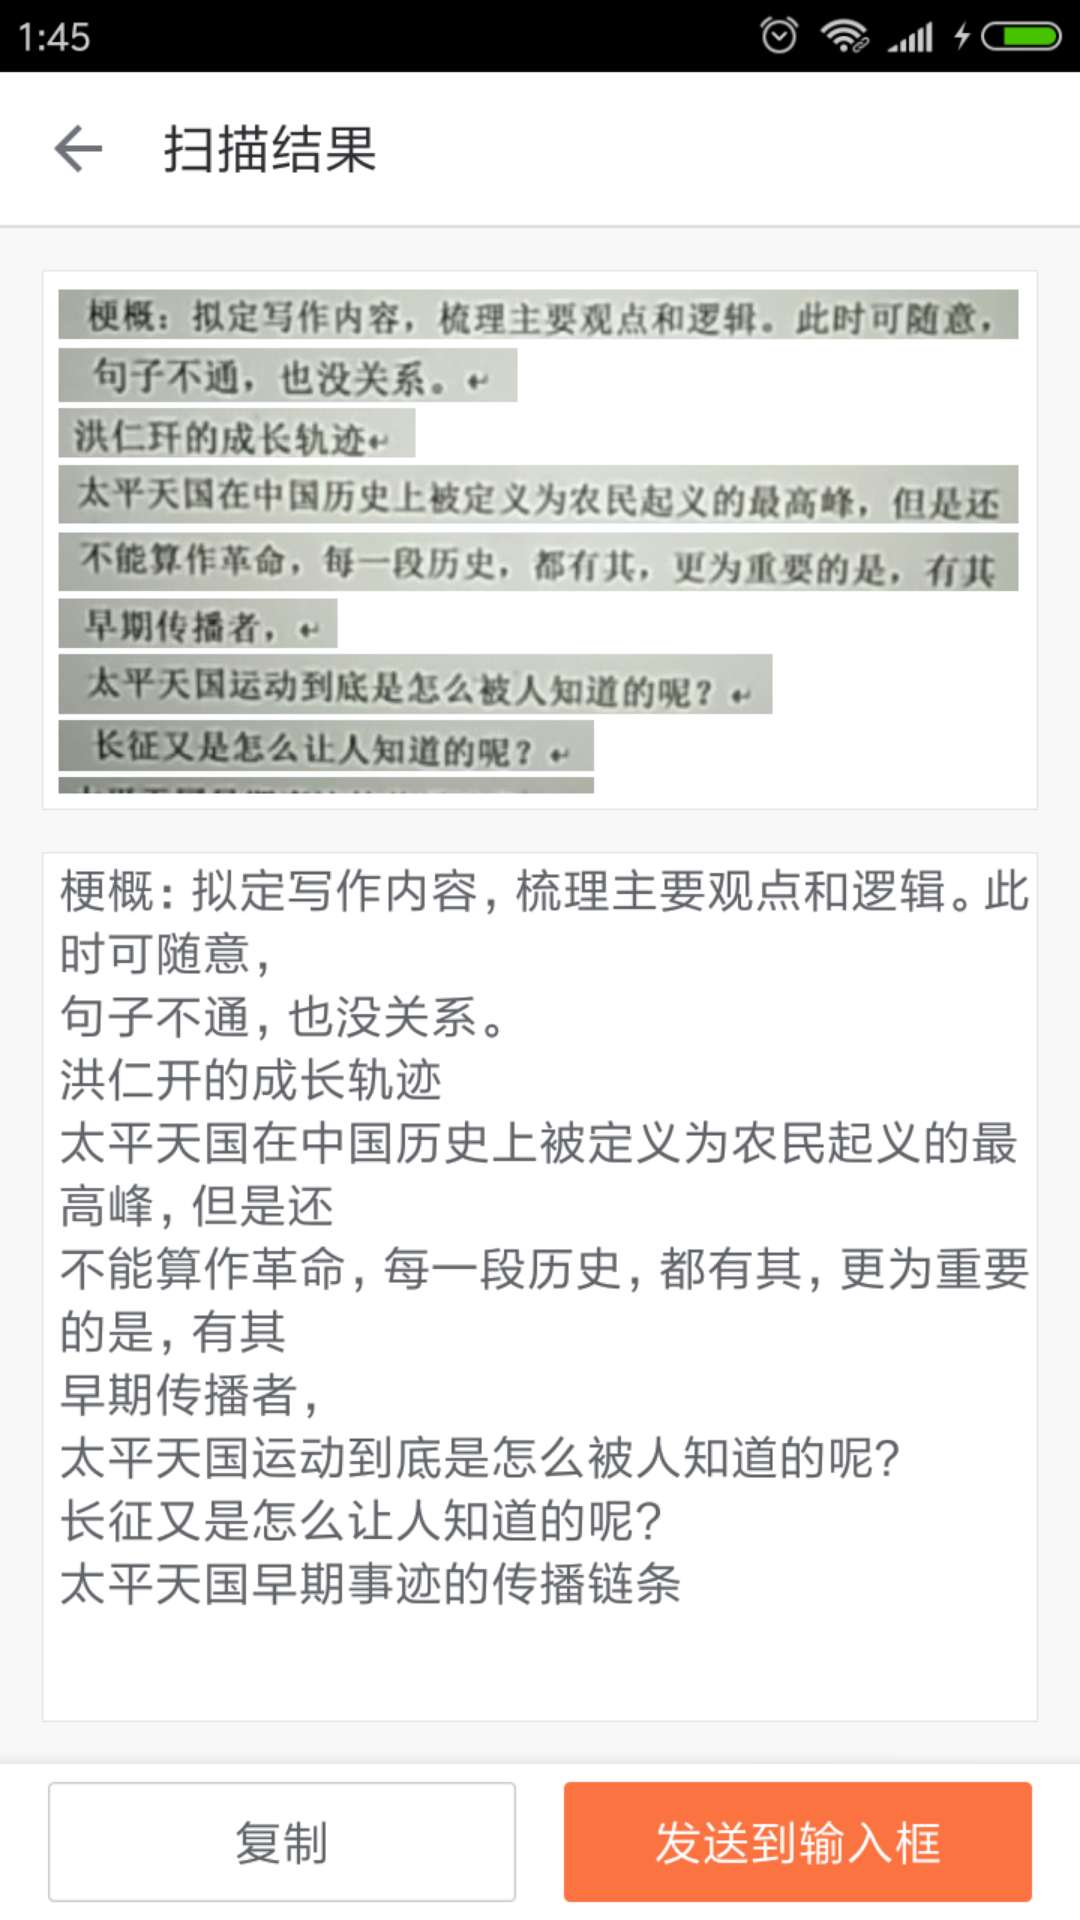 1:45
扫描结果
梗概：拟定写作内容，梳理主要观点和逻辑。此时可随意，
句子不通，也没关系。
洪仁玕的成长轨迹
太平天国在中国历史上被定义为农民起义的最高峰，但是还
不能算作革命，每一段历史，都有其，更为重要的是，有其
早期传播者，
太平天国运动到底是怎么被人知道的呢？
长征又是怎么让人知道的呢？
梗概：拟定写作内容，梳理主要观点和逻辑。此
时可随意，
句子不通，也没关系。
洪仁开的成长轨迹
太平天国在中国历史上被定义为农民起义的最
高峰，但是还
不能算作革命，每一段历史，都有其，更为重要
的是，有其
早期传播者，
太平天国运动到底是怎么被人知道的呢？
长征又是怎么让人知道的呢？
太平天国早期事迹的传播链条
复制
发送到输入框